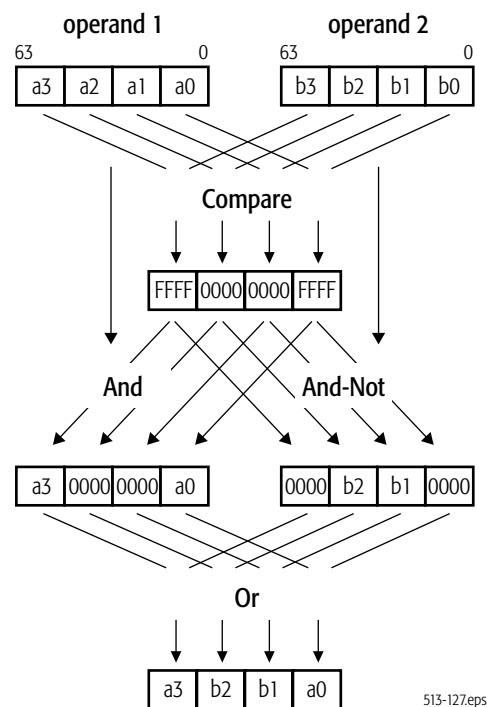 operand 1 operand 2
63 0 63 0
a3 a2 a1 a0 b3 b2 b1 b0
Compare
FFFF 0000 0000 FFFF
And And-Not
a3 0000 0000 a0 0000 b2 b1 0000
Or
a3 b2 b1 a0
513-127.eps